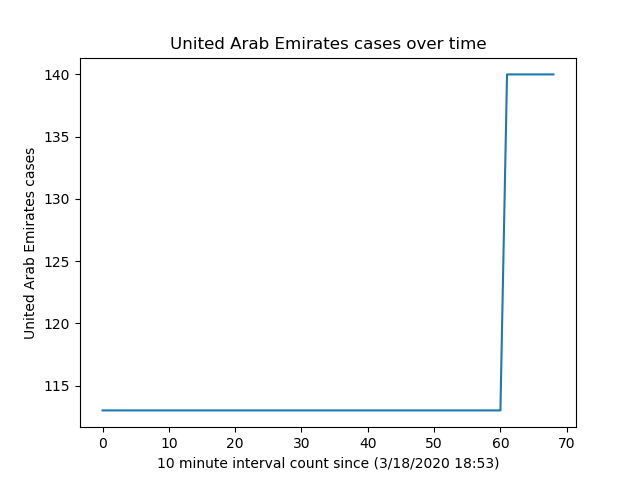 United Arab Emirates cases over time
140
135
130
125
120
115
United Arab Emirates cases
0 10 20 30 40 50 60 70
10 minute interval count since (3/18/2020 18:53)